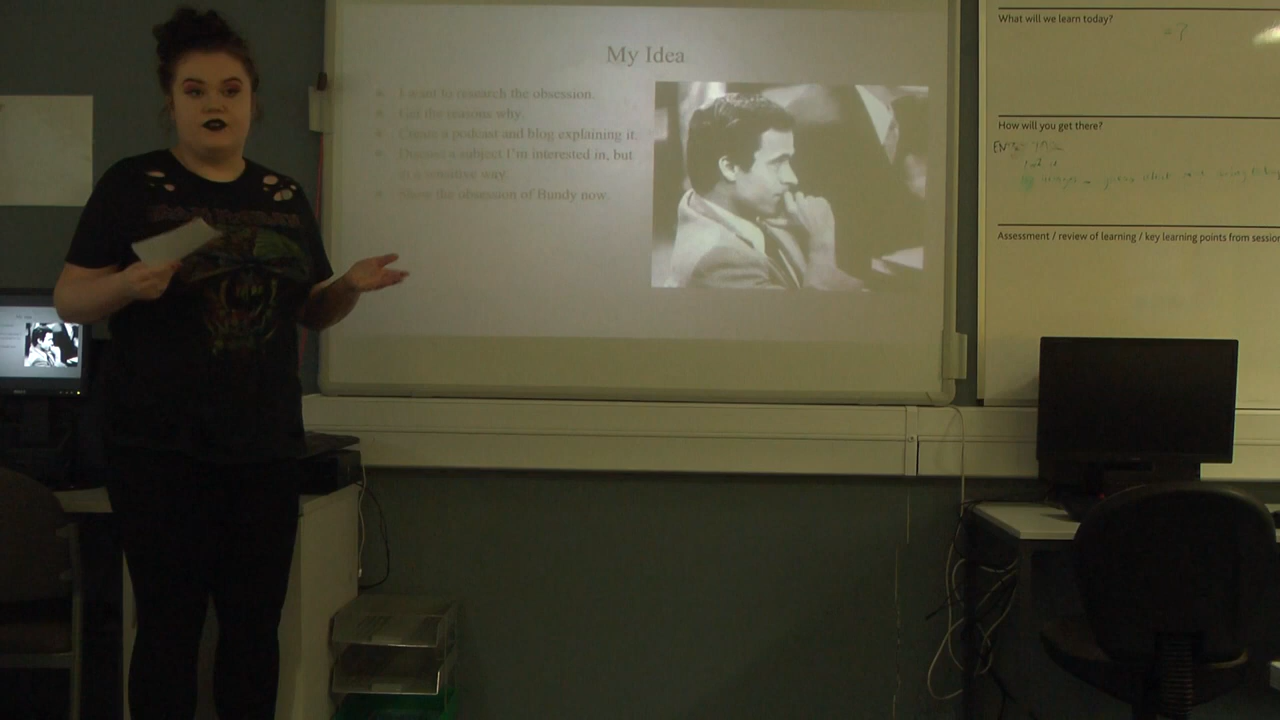 My Idea
I want to research the obsession.
Get the reasons why.
Create a podcast and blog explaining it.
Discuss a subject I'm interested in, but
in a sensitive way.
Show the obsession of Bundy now.
What will we learn today?
How will you get there?
Assessment / review of learning / key learning points from session